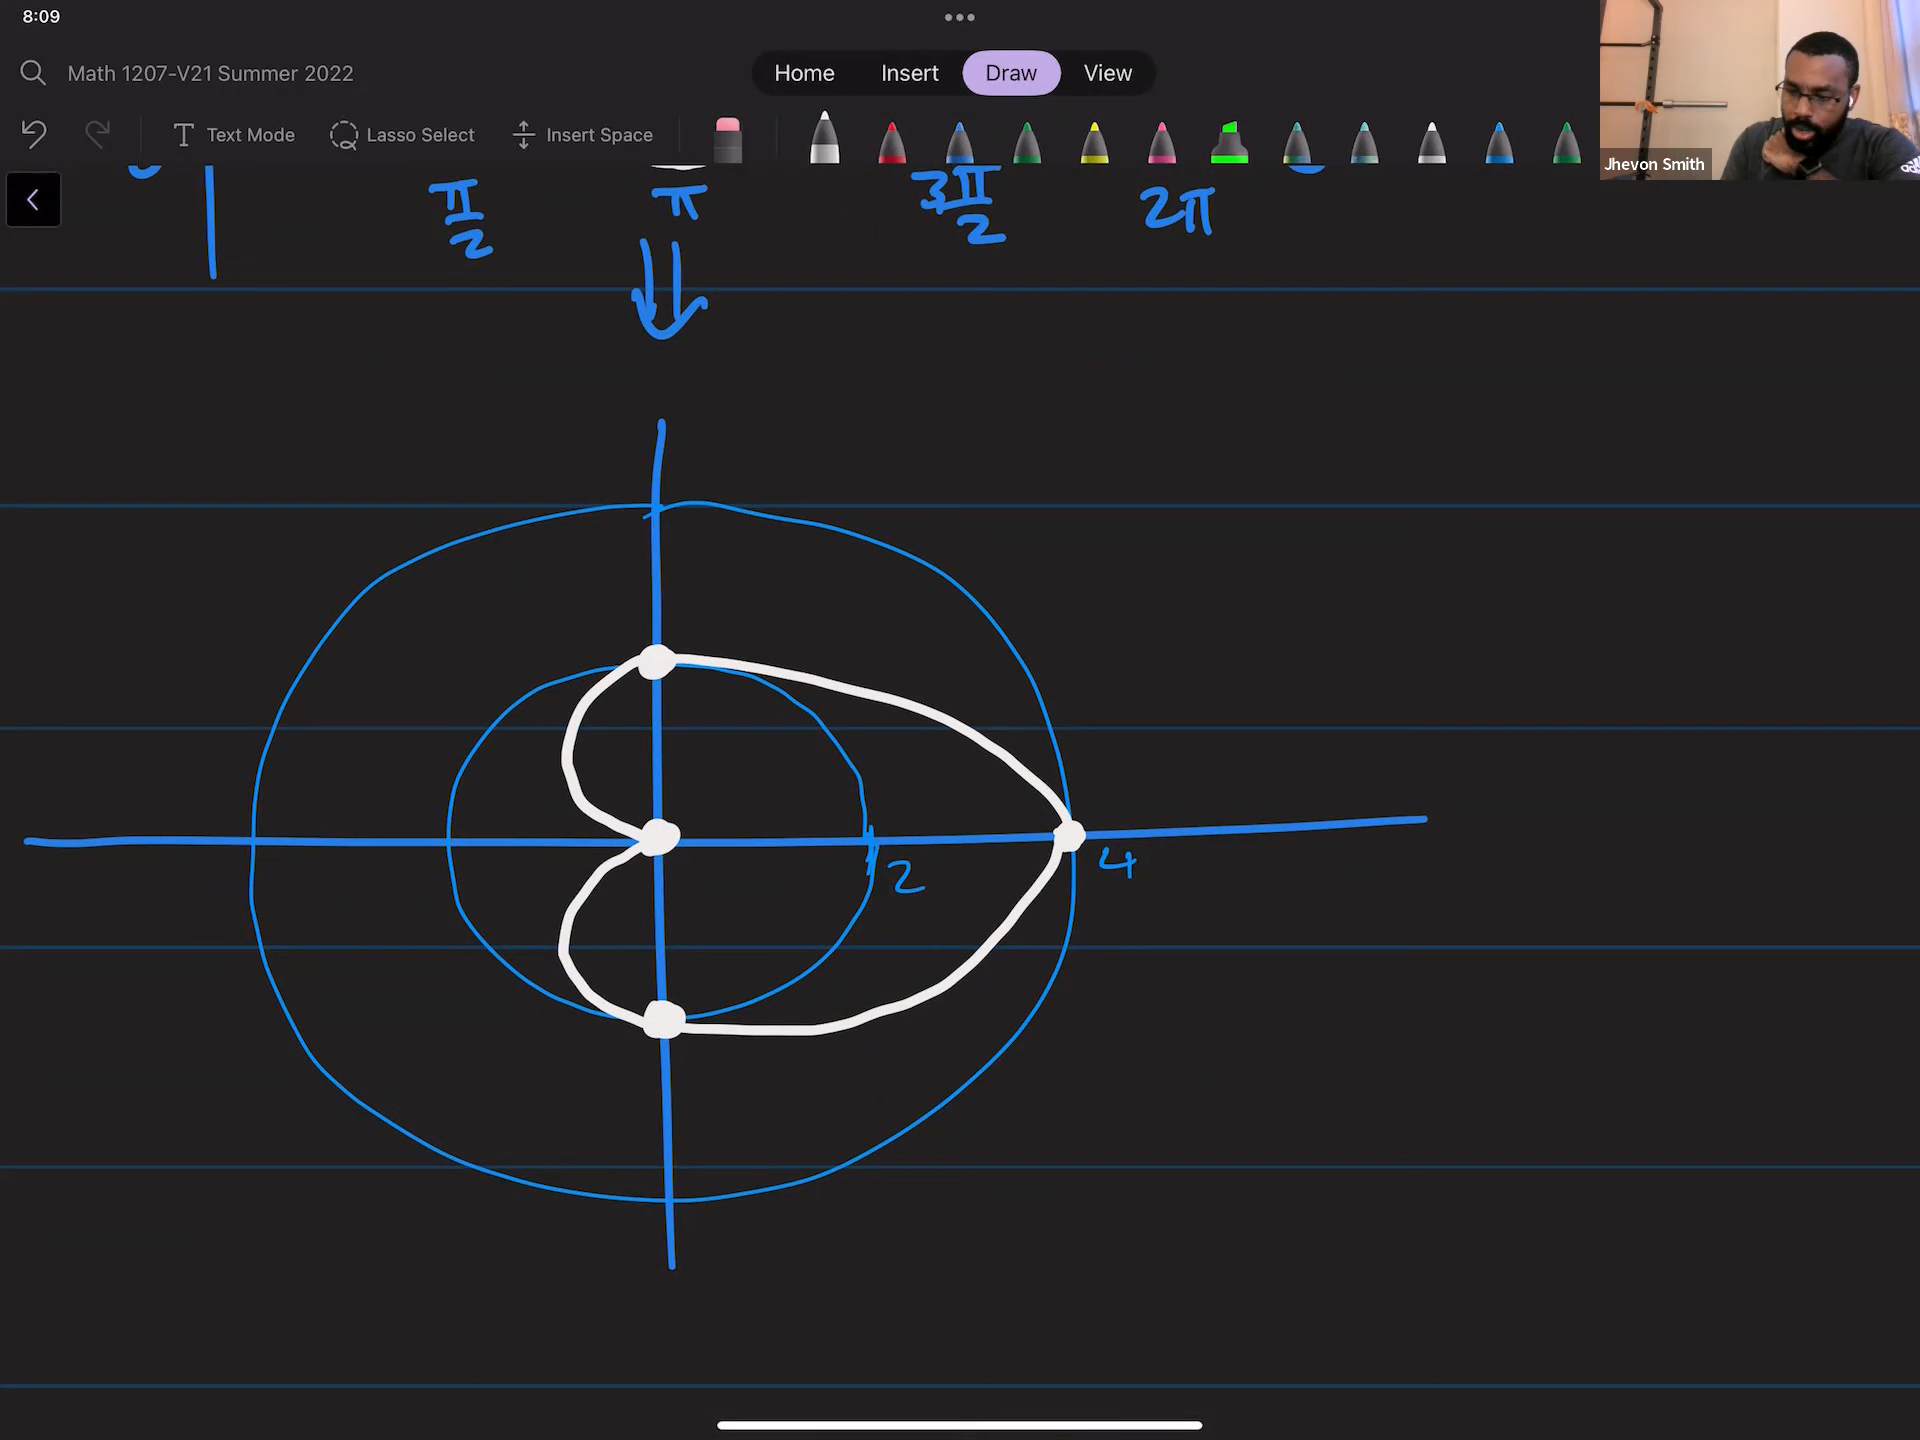 8:09
Math 1207-V21 Summer 2022
Home Insert Draw View
Text Mode Lasso Select Insert Space
Jhevon Smith
π/2 π 3π/2 2π
2 4